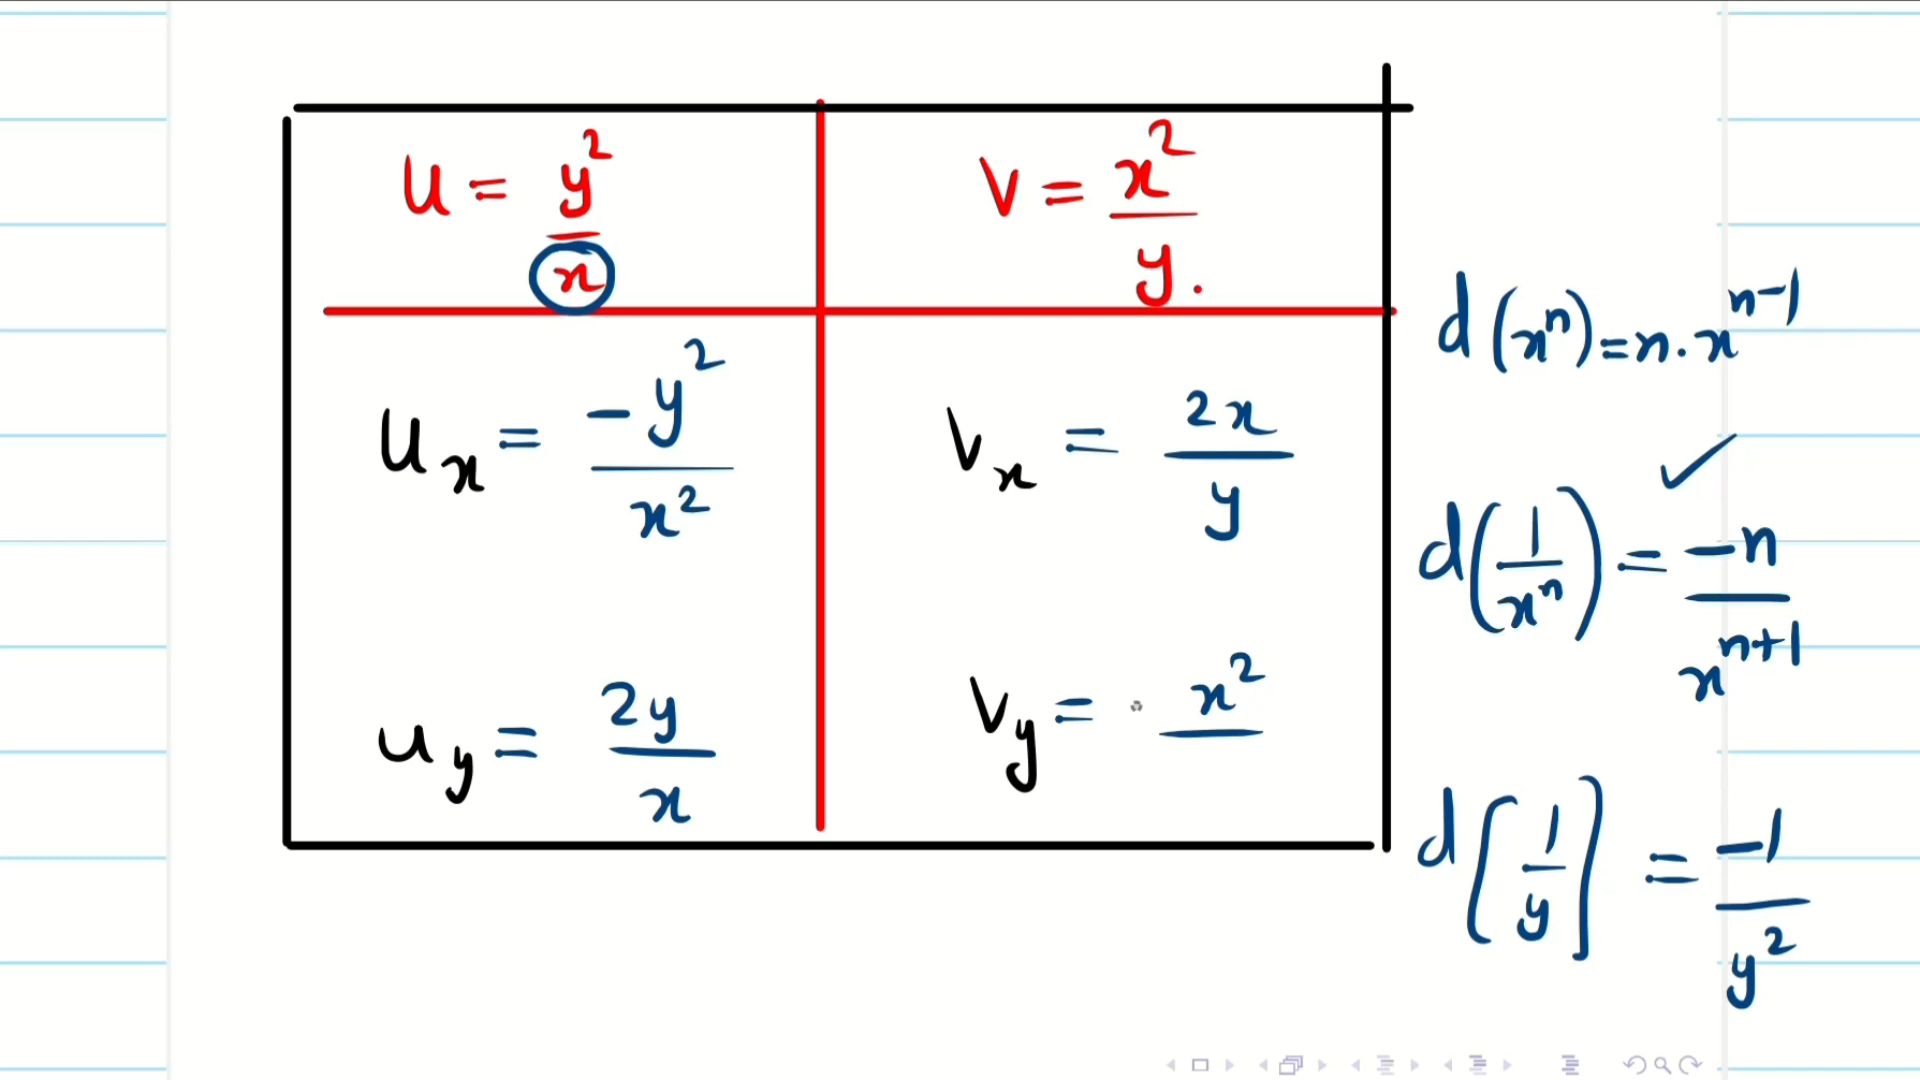 u = y²/x
v = x²/y.
uₓ = -y²/x²
vₓ = 2x/y
u_y = 2y/x
v_y = x²/
d(xⁿ) = n·xⁿ⁻¹
✓
d(1/xⁿ) = -n/xⁿ⁺¹
d[1/y] = -1/y²